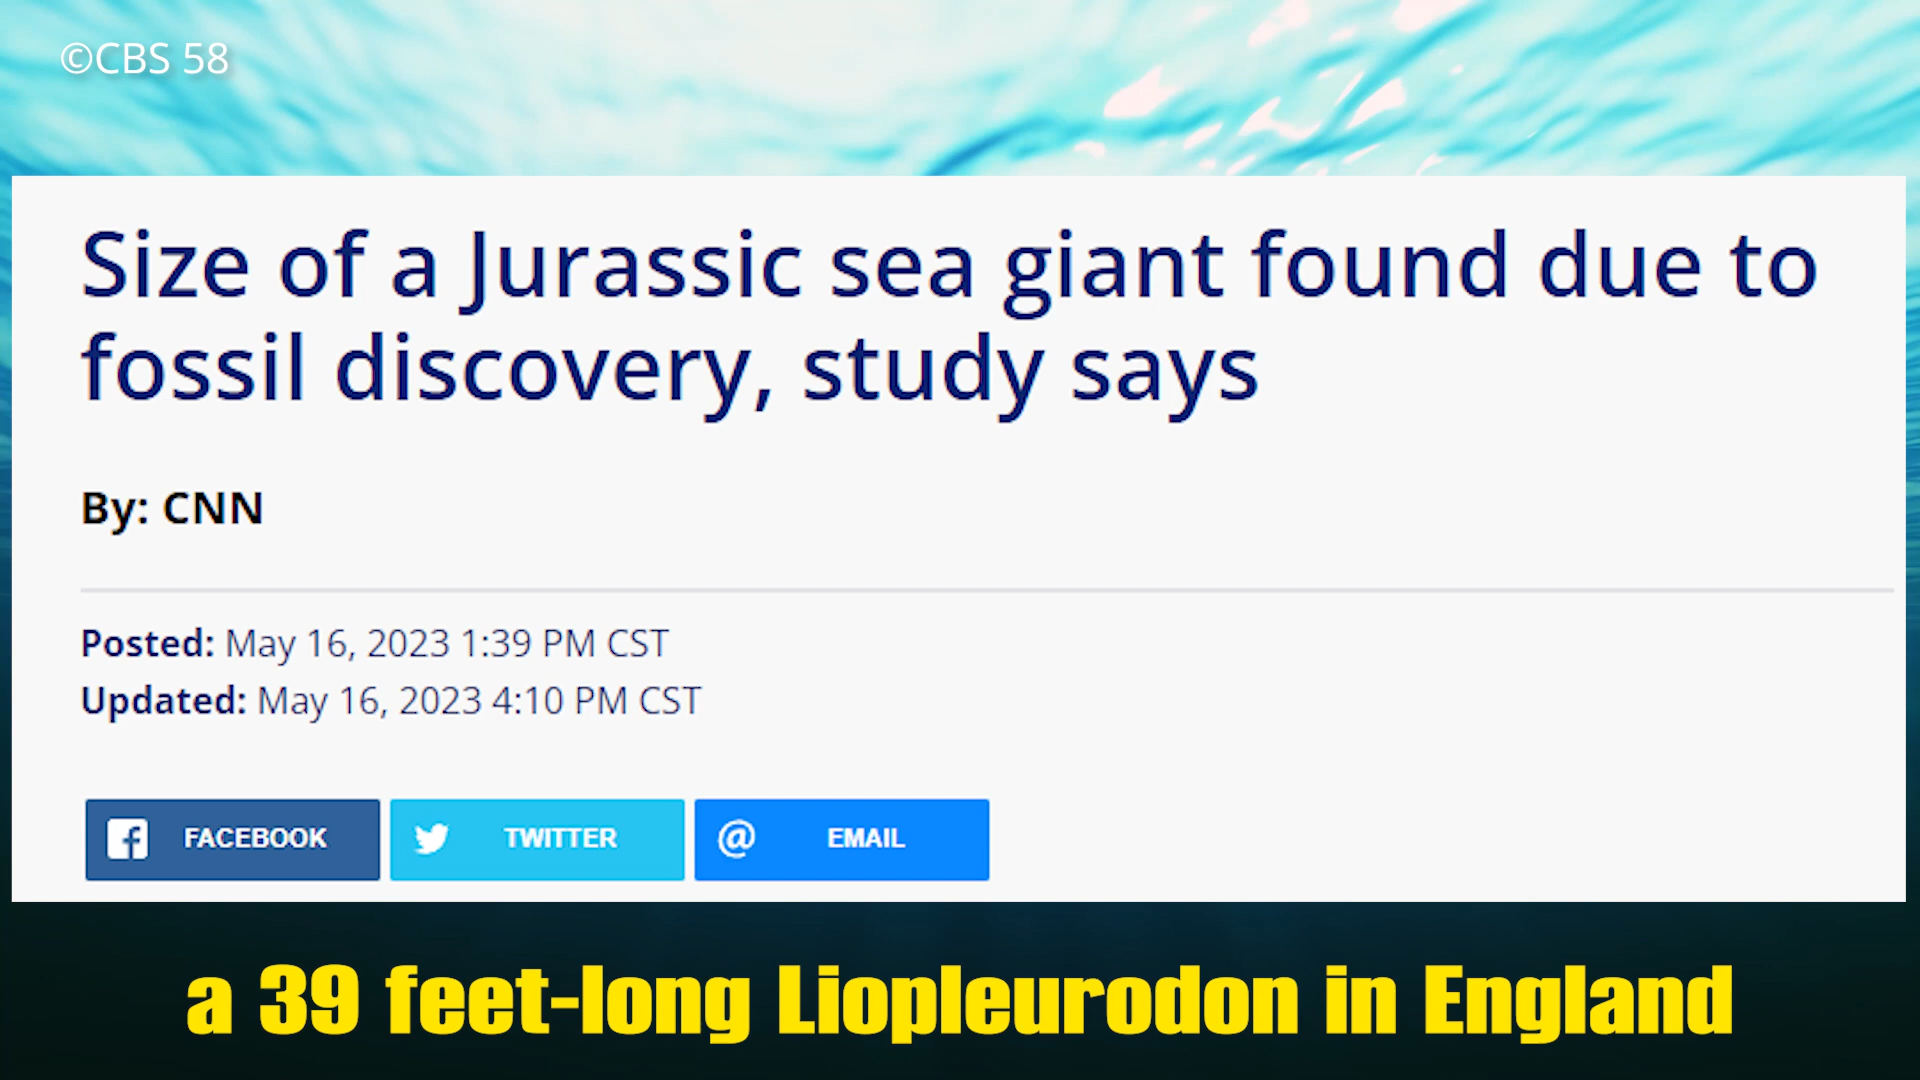 ©CBS 58
Size of a Jurassic sea giant found due to
fossil discovery, study says
By: CNN
Posted: May 16, 2023 1:39 PM CST
Updated: May 16, 2023 4:10 PM CST
FACEBOOK
TWITTER
@ EMAIL
a 39 feet-long Liopleurodon in England